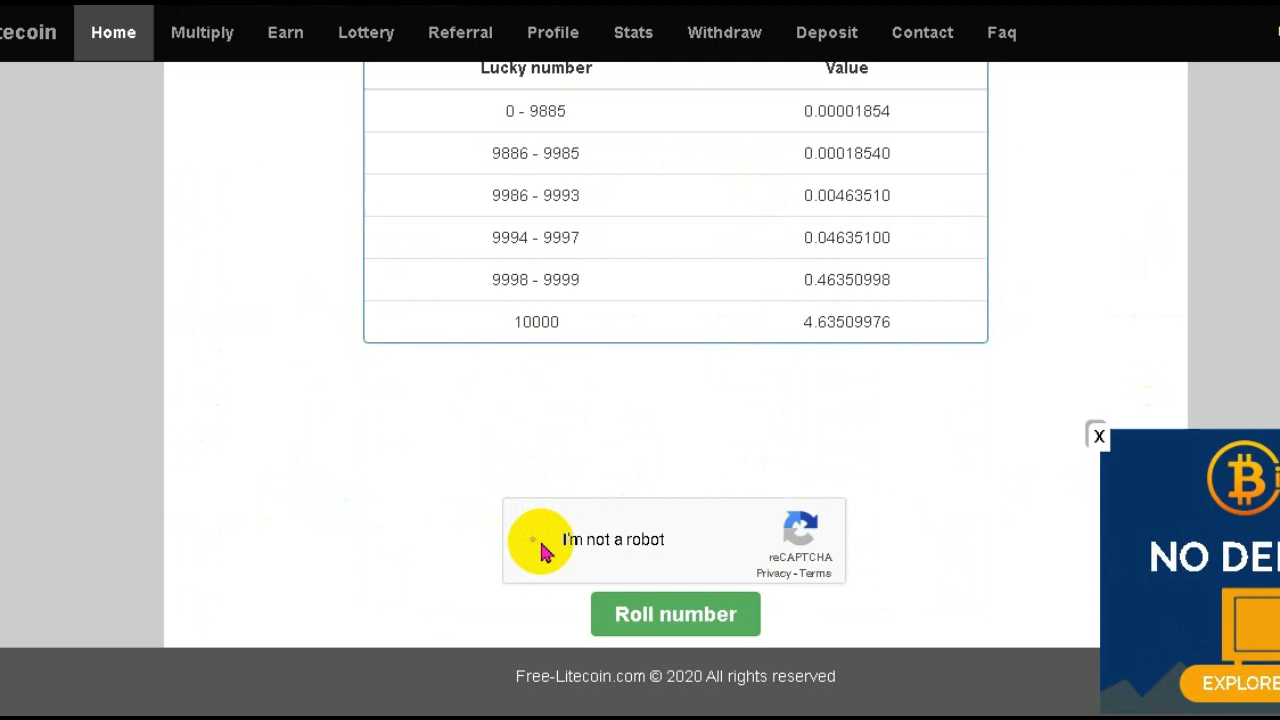 tecoin Home Multiply Earn Lottery Referral Profile Stats Withdraw Deposit Contact Faq
Lucky number Value
0 - 9885 0.00001854
9886 - 9985 0.00018540
9986 - 9993 0.00463510
9994 - 9997 0.04635100
9998 - 9999 0.46350998
10000 4.63509976
X
I'm not a robot
reCAPTCHA
Privacy - Terms
NO DE
Roll number
EXPLORE
Free-Litecoin.com © 2020 All rights reserved